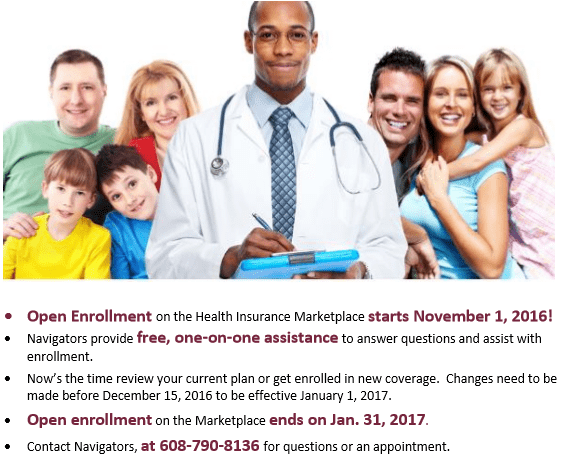 • Open Enrollment on the Health Insurance Marketplace starts November 1, 2016!
• Navigators provide free, one-on-one assistance to answer questions and assist with
enrollment.
• Now's the time review your current plan or get enrolled in new coverage.  Changes need to be
made before December 15, 2016 to be effective January 1, 2017.
• Open enrollment on the Marketplace ends on Jan. 31, 2017.
• Contact Navigators, at 608-790-8136 for questions or an appointment.